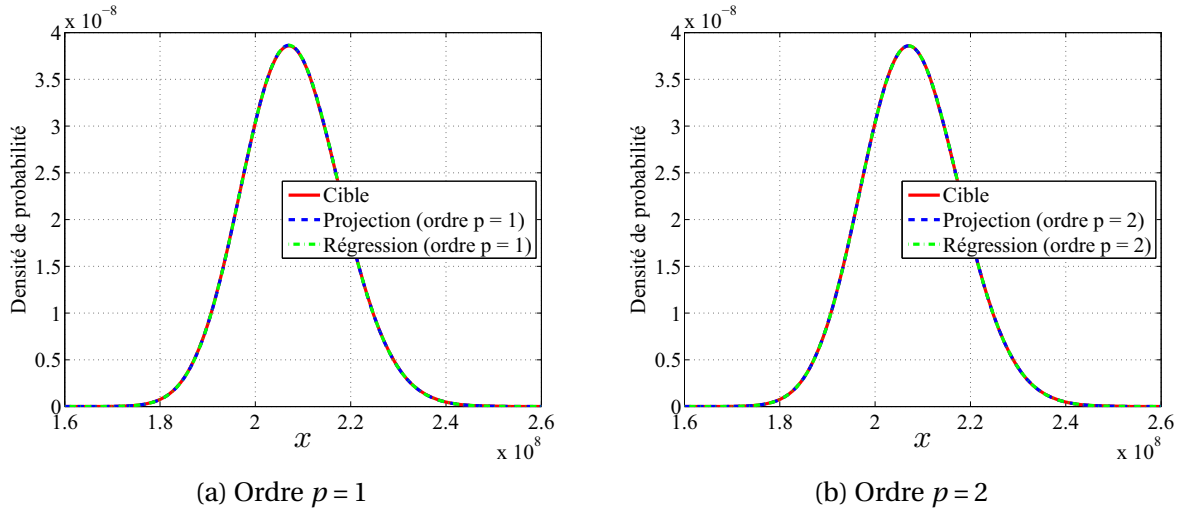 x 10⁻⁸
4
3.5
3
2.5
2
1.5
1
0.5
0
Densité de probabilité
Cible
Projection (ordre p = 1)
Régression (ordre p = 1)
1.6 1.8 2 2.2 2.4 2.6
x
x 10⁸
(a) Ordre p = 1
x 10⁻⁸
4
3.5
3
2.5
2
1.5
1
0.5
0
Densité de probabilité
Cible
Projection (ordre p = 2)
Régression (ordre p = 2)
1.6 1.8 2 2.2 2.4 2.6
x
x 10⁸
(b) Ordre p = 2